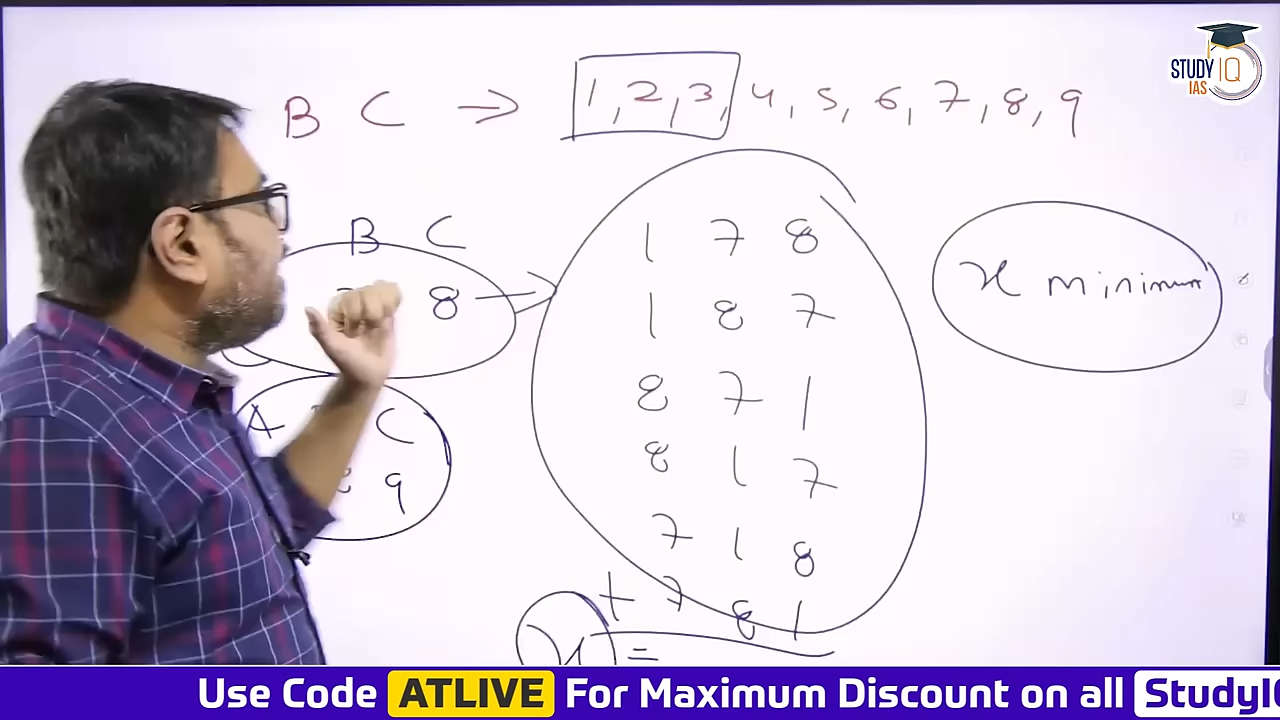 STUDY IQ
IAS
B C → 1, 2, 3, 4, 5, 6, 7, 8, 9
B C
8
A C
9
1 7 8
1 8 7
8 7 1
8 1 7
7 1 8
+ 7 8 1
x =
x minimum
Use Code ATLIVE For Maximum Discount on all StudyI